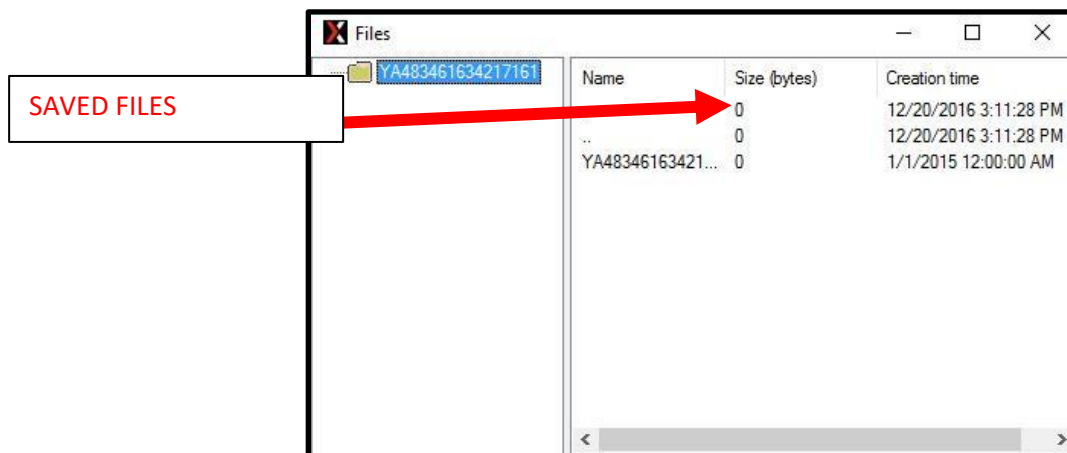 Files
YA483461634217161
SAVED FILES
Name Size (bytes) Creation time
0 12/20/2016 3:11:28 PM
.. 0 12/20/2016 3:11:28 PM
YA48346163421... 0 1/1/2015 12:00:00 AM